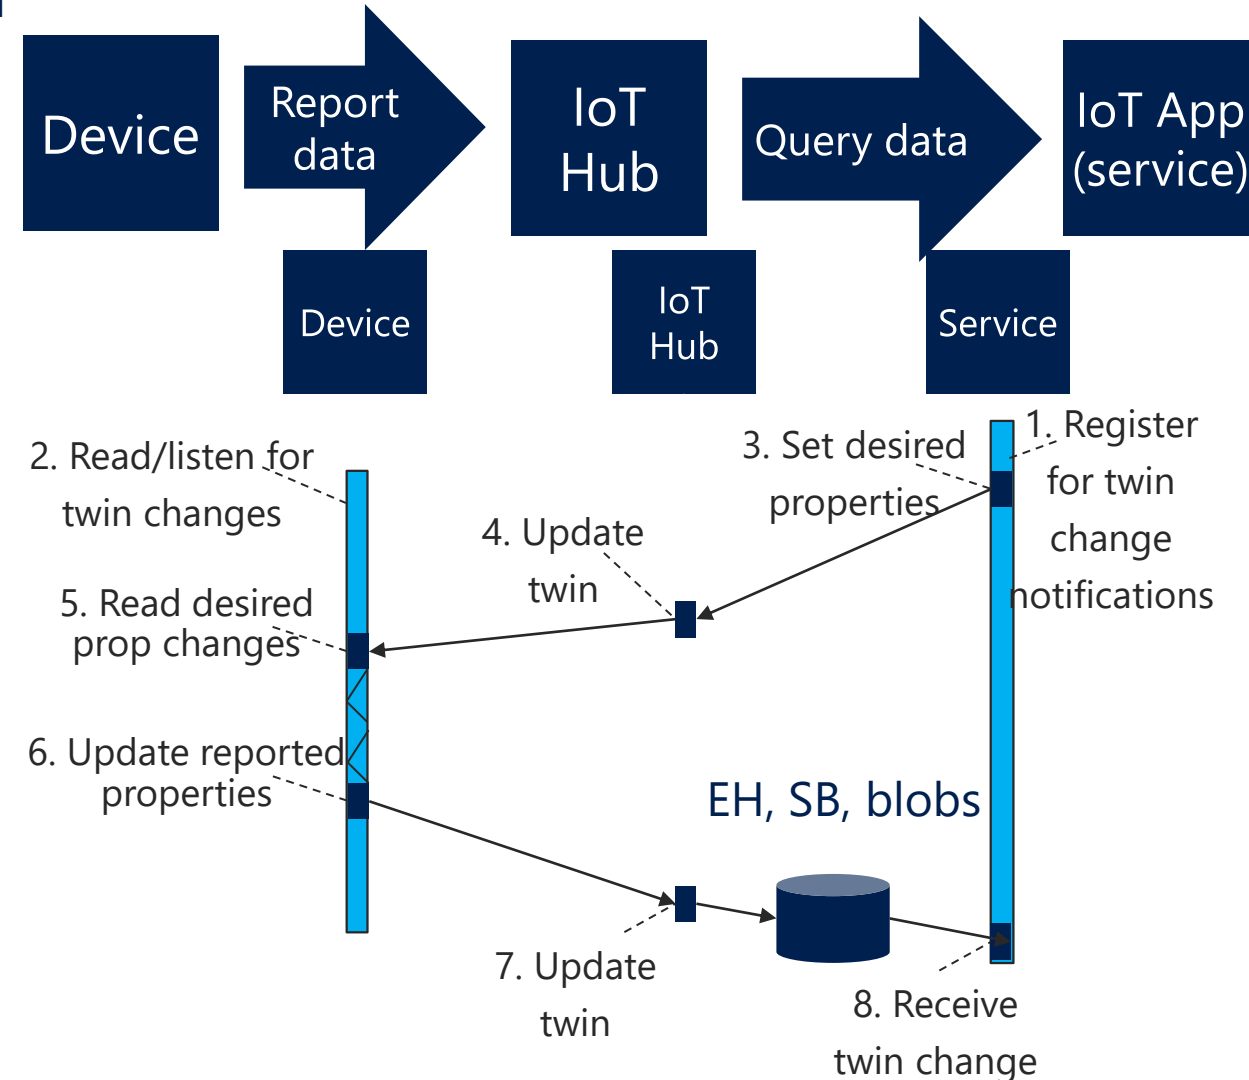 Device
Report
data
IoT
Hub
Query data
IoT App
(service)
Device
IoT
Hub
Service
1. Register
for twin
change
notifications
2. Read/listen for
twin changes
3. Set desired
properties
4. Update
twin
5. Read desired
prop changes
6. Update reported
properties
EH, SB, blobs
7. Update
twin
8. Receive
twin change